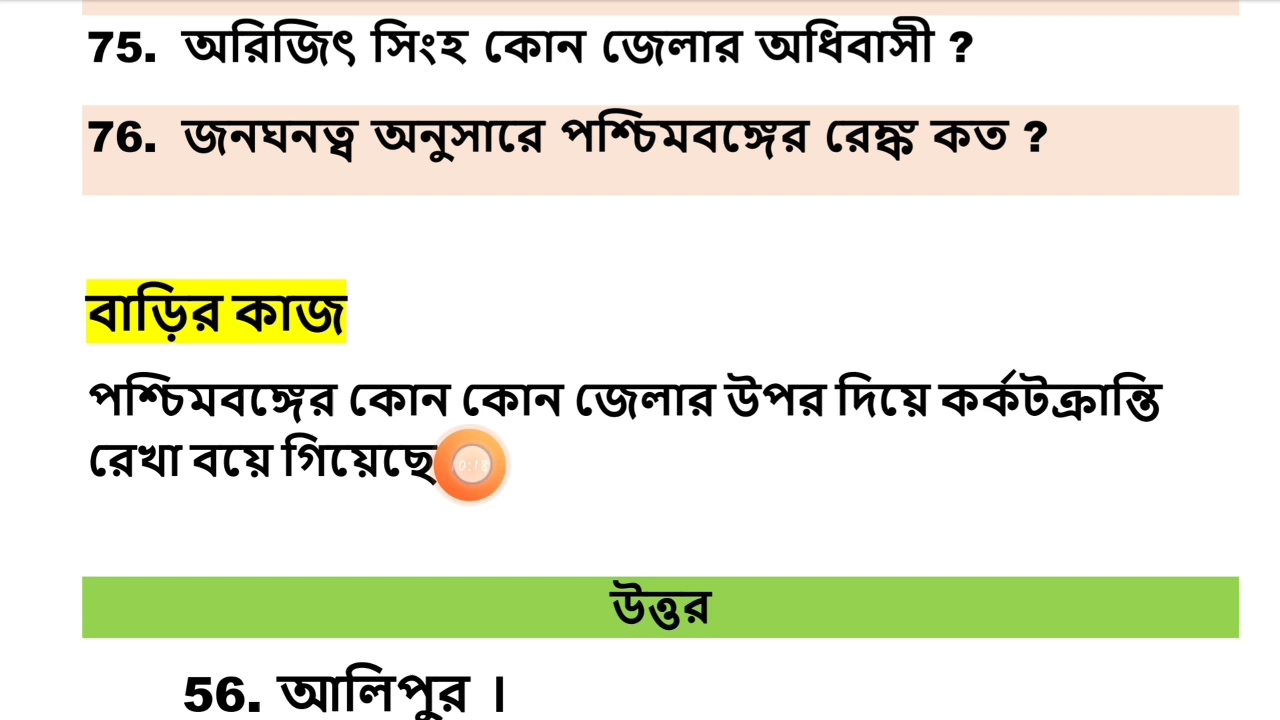 75. অরিজিৎ সিংহ কোন জেলার অধিবাসী ?
76. জনঘনত্ব অনুসারে পশ্চিমবঙ্গের রেঙ্ক কত ?
বাড়ির কাজ
পশ্চিমবঙ্গের কোন কোন জেলার উপর দিয়ে কর্কটক্রান্তি
রেখা বয়ে গিয়েছে
উত্তর
56. আলিপুর ।